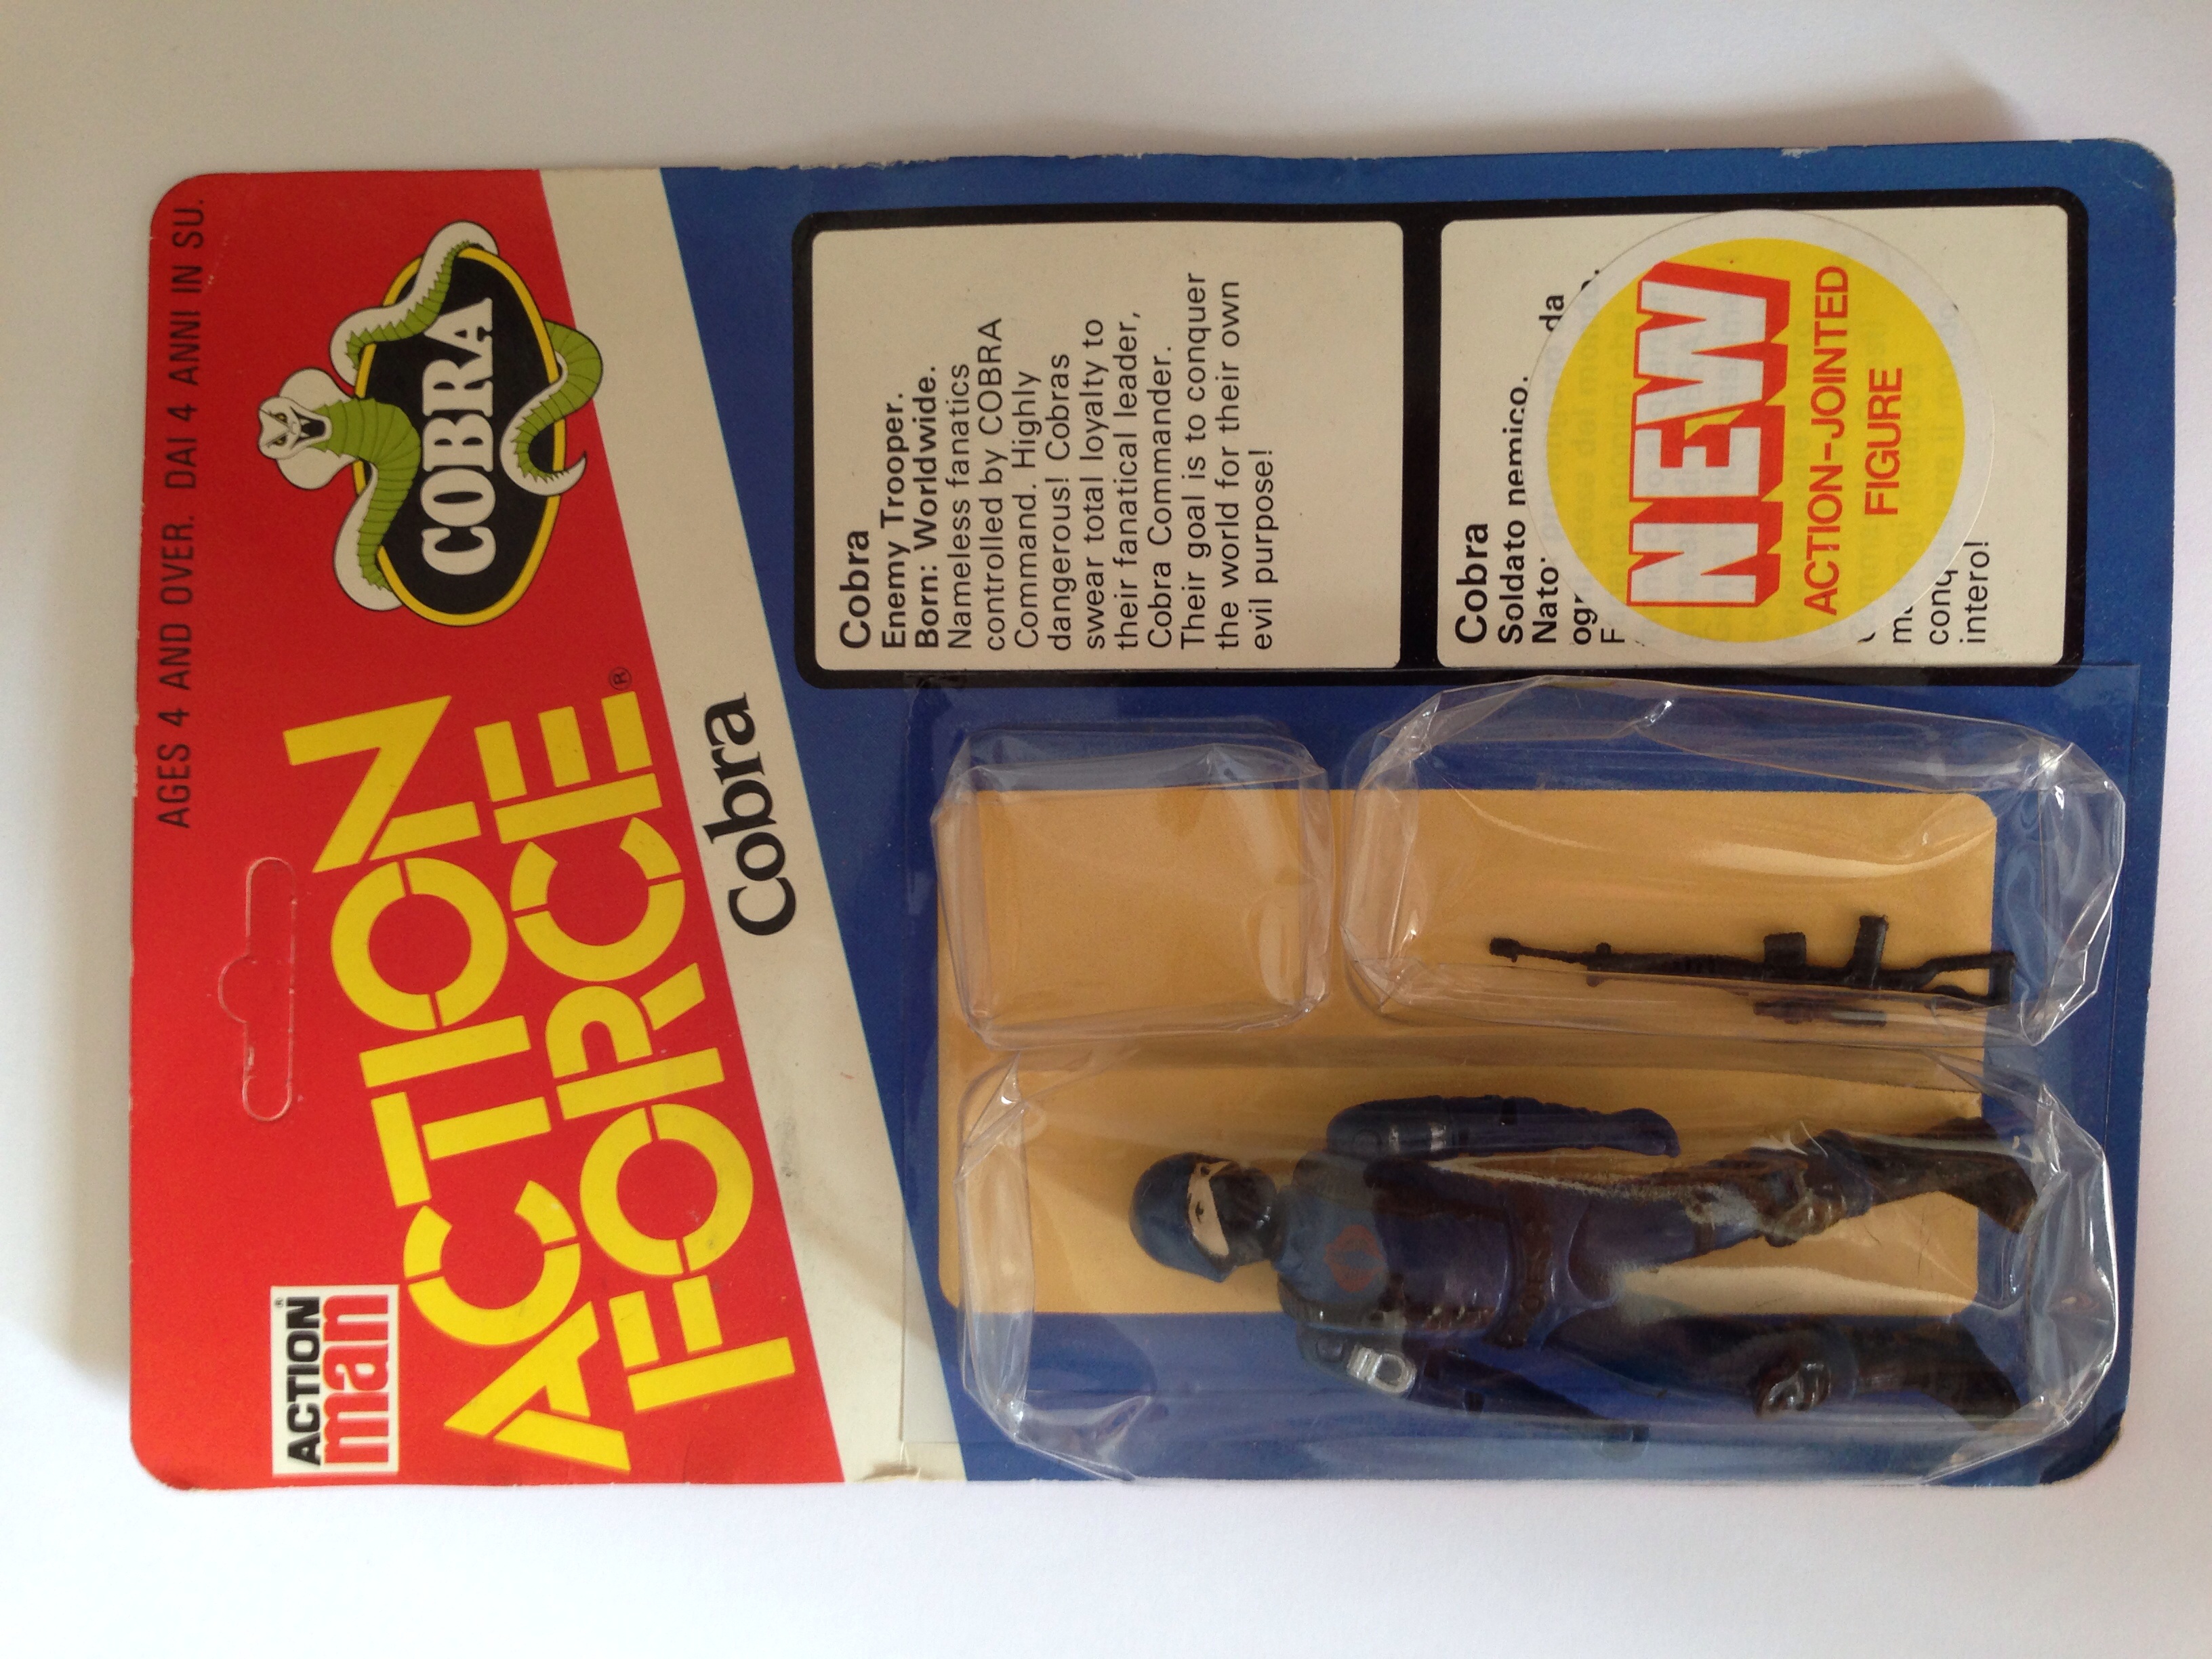 AGES 4 AND OVER. DAI 4 ANNI IN SU.
ACTION
man
ACTION
FORCE
COBRA
Cobra
Cobra
Enemy Trooper.
Born: Worldwide.
Nameless fanatics
controlled by COBRA
Command. Highly
dangerous! Cobras
swear total loyalty to
their fanatical leader,
Cobra Commander.
Their goal is to conquer
the world for their own
evil purpose!
Cobra
Soldato nemico.
da
intero!
NEW
ACTION-JOINTED
FIGURE